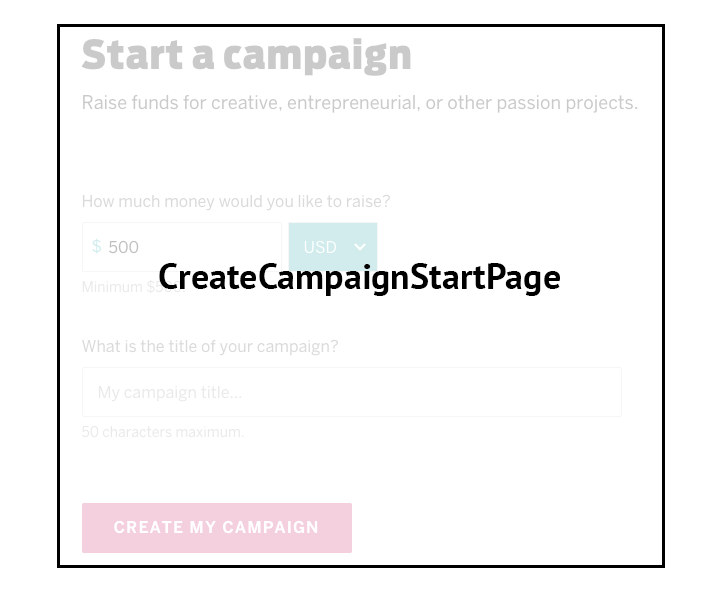 Start a campaign
Raise funds for creative, entrepreneurial, or other passion projects.
How much money would you like to raise?
$ 500 USD
CreateCampaignStartPage
Minimum
What is the title of your campaign?
My campaign title...
50 characters maximum.
CREATE MY CAMPAIGN